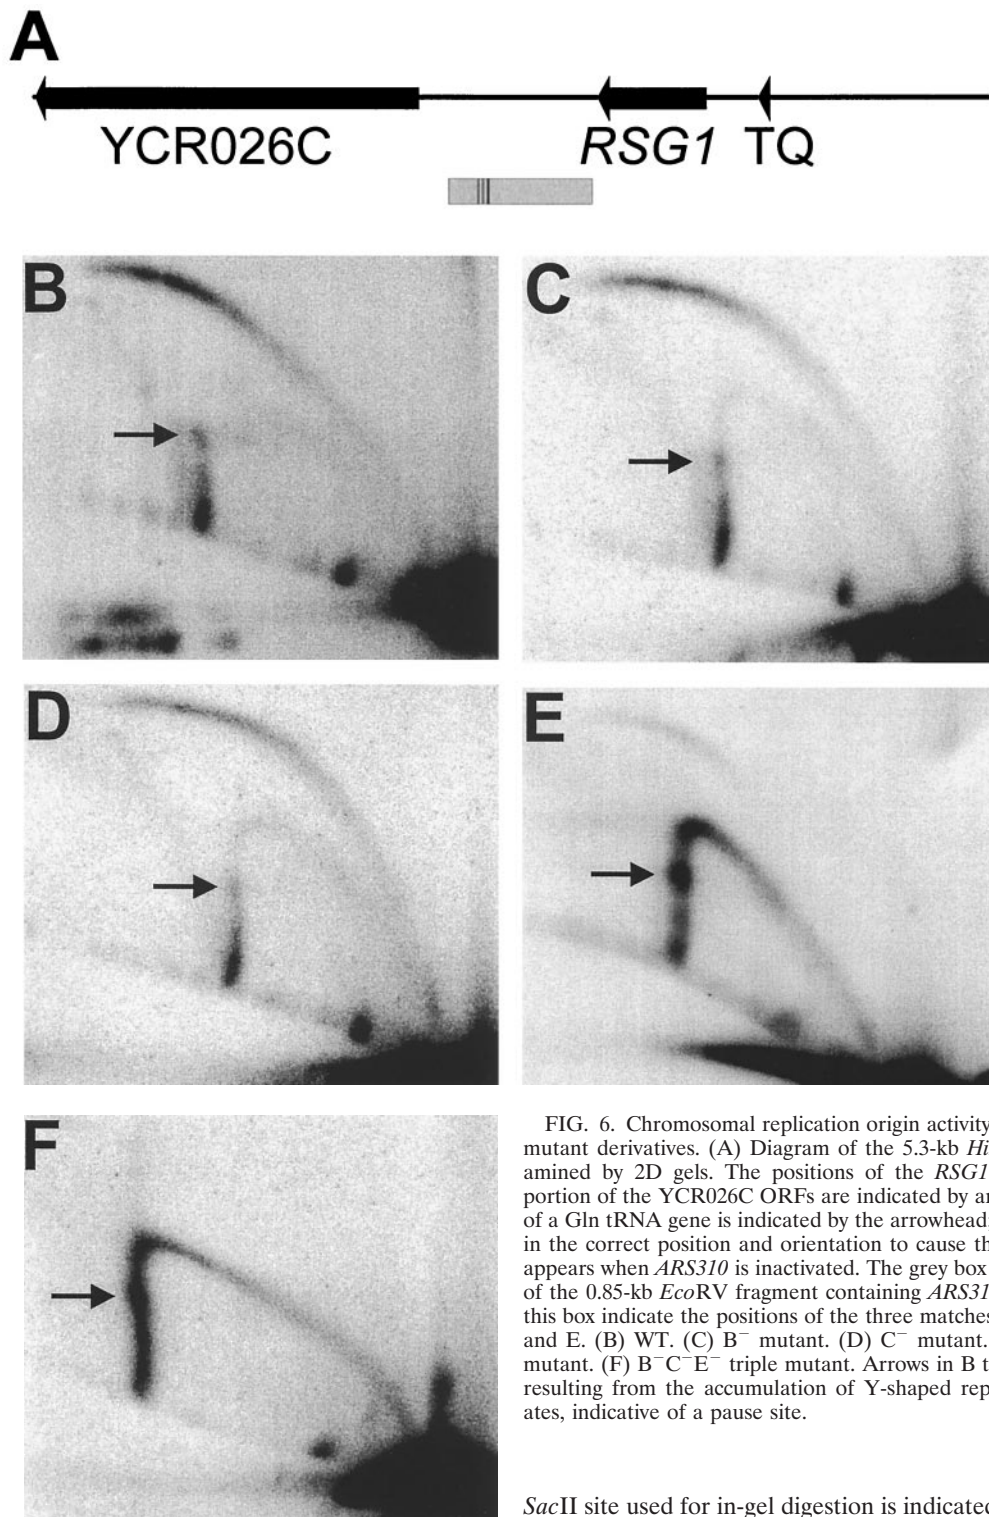 A
YCR026C
RSG1
TQ
B
C
D
E
F
FIG. 6. Chromosomal replication origin activity
mutant derivatives. (A) Diagram of the 5.3-kb Hi
amined by 2D gels. The positions of the RSG1
portion of the YCR026C ORFs are indicated by ar
of a Gln tRNA gene is indicated by the arrowhead;
in the correct position and orientation to cause th
appears when ARS310 is inactivated. The grey box
of the 0.85-kb EcoRV fragment containing ARS31
this box indicate the positions of the three matches
and E. (B) WT. (C) B⁻ mutant. (D) C⁻ mutant.
mutant. (F) B⁻C⁻E⁻ triple mutant. Arrows in B t
resulting from the accumulation of Y-shaped rep
ates, indicative of a pause site.
SacII site used for in-gel digestion is indicated